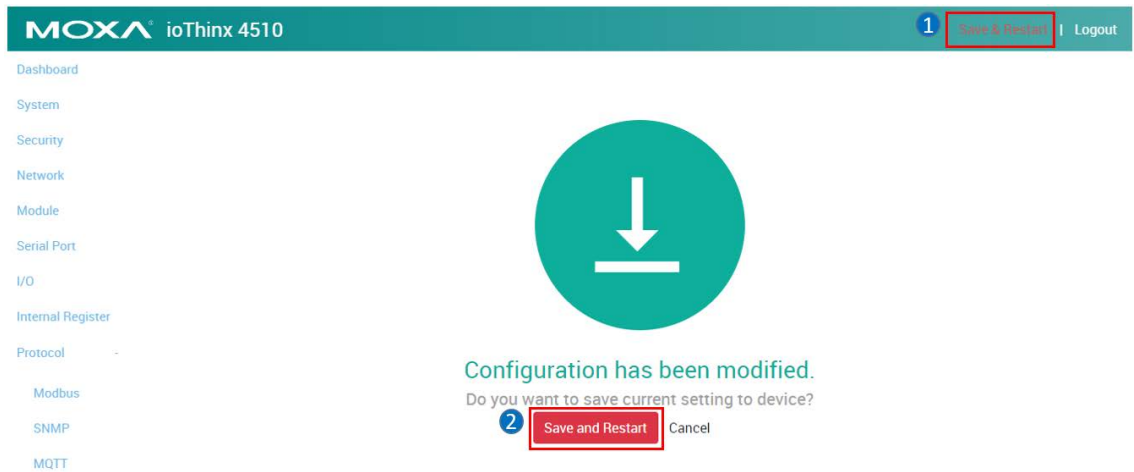 MOXA ioThinx 4510
1 Save & Restart | Logout
Dashboard
System
Security
Network
Module
Serial Port
I/O
Internal Register
Protocol -
Modbus
SNMP
MQTT
Configuration has been modified.
Do you want to save current setting to device?
2 Save and Restart Cancel